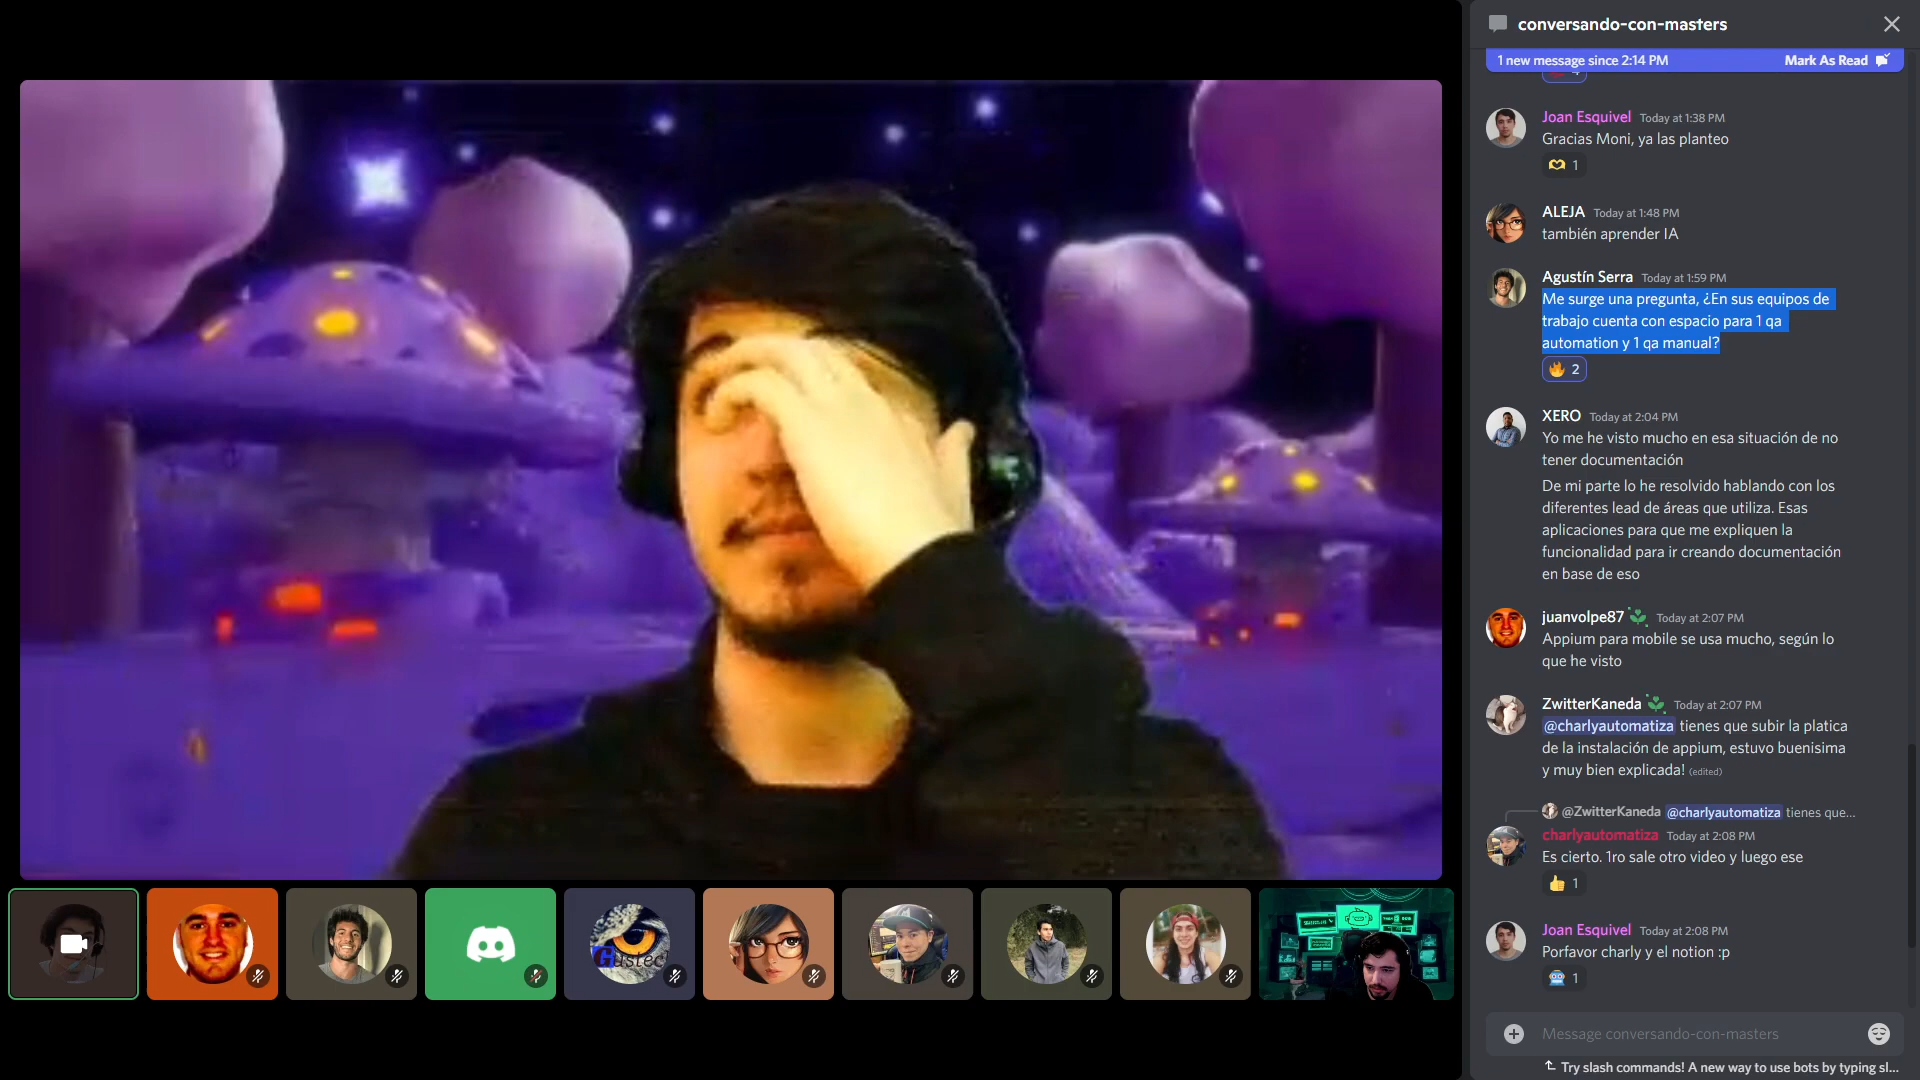 conversando-con-masters
1 new message since 2:14 PM
Mark As Read
4
Joan Esquivel Today at 1:38 PM
Gracias Moni, ya las planteo
1
ALEJA Today at 1:48 PM
también aprender IA
Agustín Serra Today at 1:59 PM
Me surge una pregunta, ¿En sus equipos de
trabajo cuenta con espacio para 1 qa
automation y 1 qa manual?
2
XERO Today at 2:04 PM
Yo me he visto mucho en esa situación de no
tener documentación
De mi parte lo he resolvido hablando con los
diferentes lead de áreas que utiliza. Esas
aplicaciones para que me expliquen la
funcionalidad para ir creando documentación
en base de eso
juanvolpe87 Today at 2:07 PM
Appium para mobile se usa mucho, según lo
que he visto
ZwitterKaneda Today at 2:07 PM
@charlyautomatiza tienes que subir la platica
de la instalación de appium, estuvo buenisima
y muy bien explicada! (edited)
@ZwitterKaneda @charlyautomatiza tienes que...
charlyautomatiza Today at 2:08 PM
Es cierto. 1ro sale otro video y luego ese
1
Joan Esquivel Today at 2:08 PM
Porfavor charly y el notion :p
1
Message conversando-con-masters
Try slash commands! A new way to use bots by typing sl...